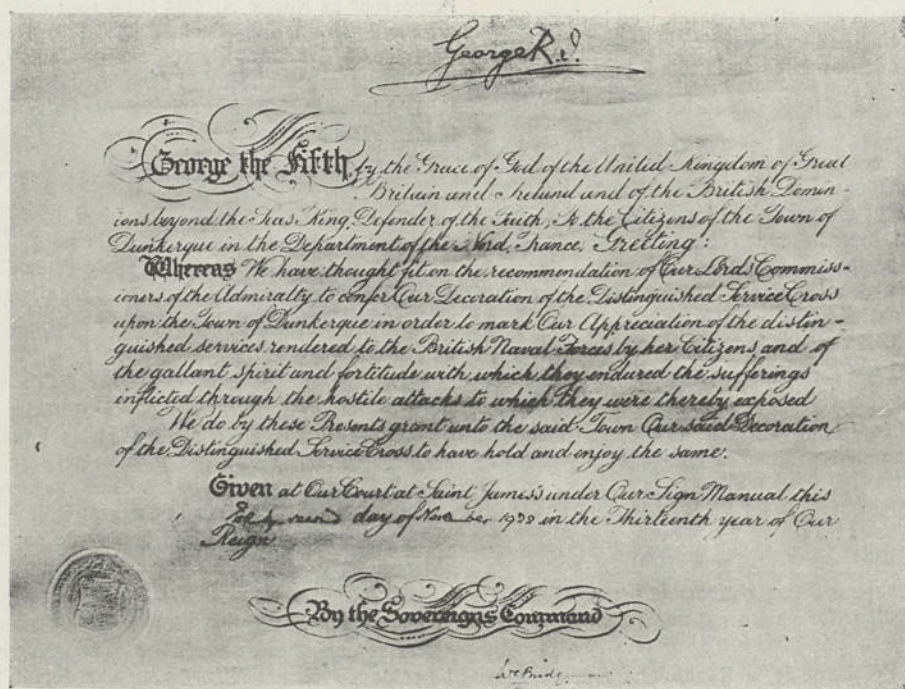 George R.I.
George the Fifth by the Grace of God of the United Kingdom of Great
Britain and Ireland and of the British Domin-
ions beyond the Seas King, Defender of the Faith, To the Citizens of the Town of
Dunkerque in the Department of the Nord, France, Greeting:
Whereas We have thought fit on the recommendation of Our Lords Commiss-
ioners of the Admiralty to confer Our Decoration of the Distinguished Service Cross
upon the Town of Dunkerque in order to mark Our Appreciation of the distin-
guished services rendered to the British Naval Forces by her Citizens and of
the gallant spirit and fortitude with which they endured the sufferings
inflicted through the hostile attacks to which they were thereby exposed
We do by these Presents grant unto the said Town Our said Decoration
of the Distinguished Service Cross to have hold and enjoy the same.
Given at Our Court at Saint James's under Our Sign Manual this
day of November in the Thirteenth year of Our
Reign
By the Sovereigns Command